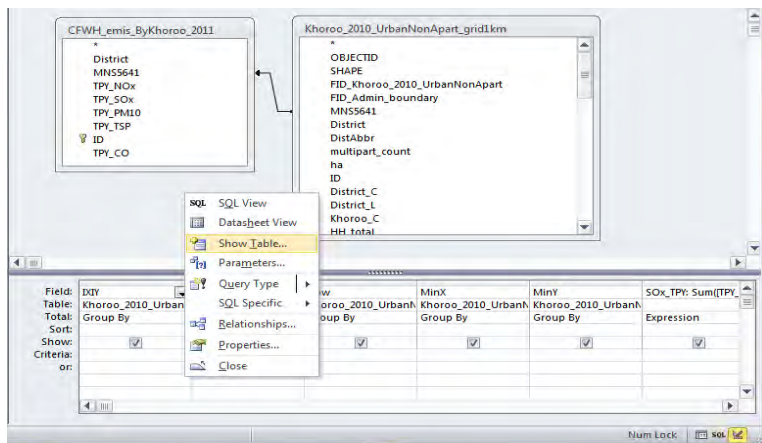 CFWH_emis_ByKhoroo_2011
*
District
MNS5641
TPY_NOx
TPY_SOx
TPY_PM10
TPY_TSP
ID
TPY_CO
Khoroo_2010_UrbanNonApart_grid1km
*
OBJECTID
SHAPE
FID_Khoroo_2010_UrbanNonApart
FID_Admin_boundary
MNS5641
District
DistAbbr
multipart_count
ha
ID
District_C
District_L
Khoroo_C
HH_total
SQL SQL View
Datasheet View
Show Table...
Parameters...
Query Type
SQL Specific
Relationships...
Properties...
Close
Field: IXIY ow MinX MinY SOx_TPY: Sum([TPY_
Table: Khoroo_2010_Urban oroo_2010_UrbanN Khoroo_2010_UrbanN Khoroo_2010_UrbanN
Total: Group By oup By Group By Group By Expression
Sort:
Show:
Criteria:
or:
Num Lock SQL